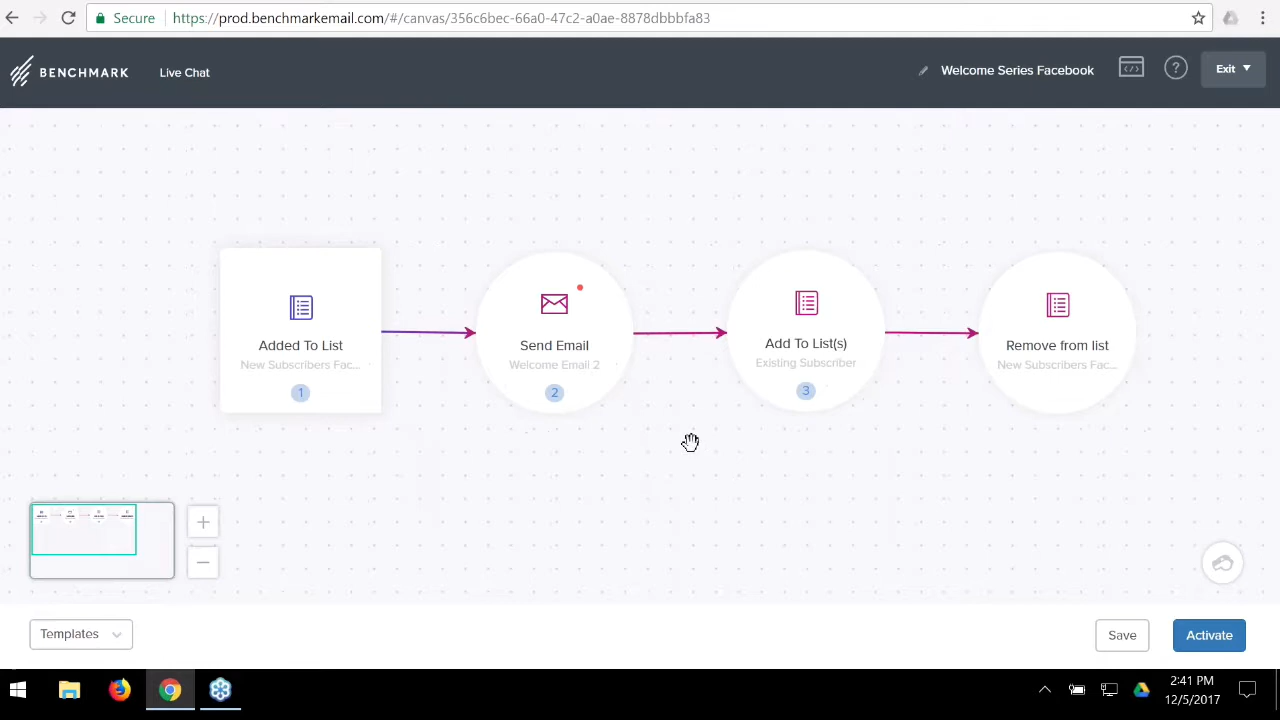 Secure
https://prod.benchmarkemail.com/#/canvas/356c6bec-66a0-47c2-a0ae-8878dbbbfa83
BENCHMARK
Live Chat
Welcome Series Facebook
?
Exit
Added To List
New Subscribers Fac...
1
Send Email
Welcome Email 2
2
Add To List(s)
Existing Subscriber
3
Remove from list
New Subscribers Fac...
+
−
Templates
Save
Activate
2:41 PM
12/5/2017